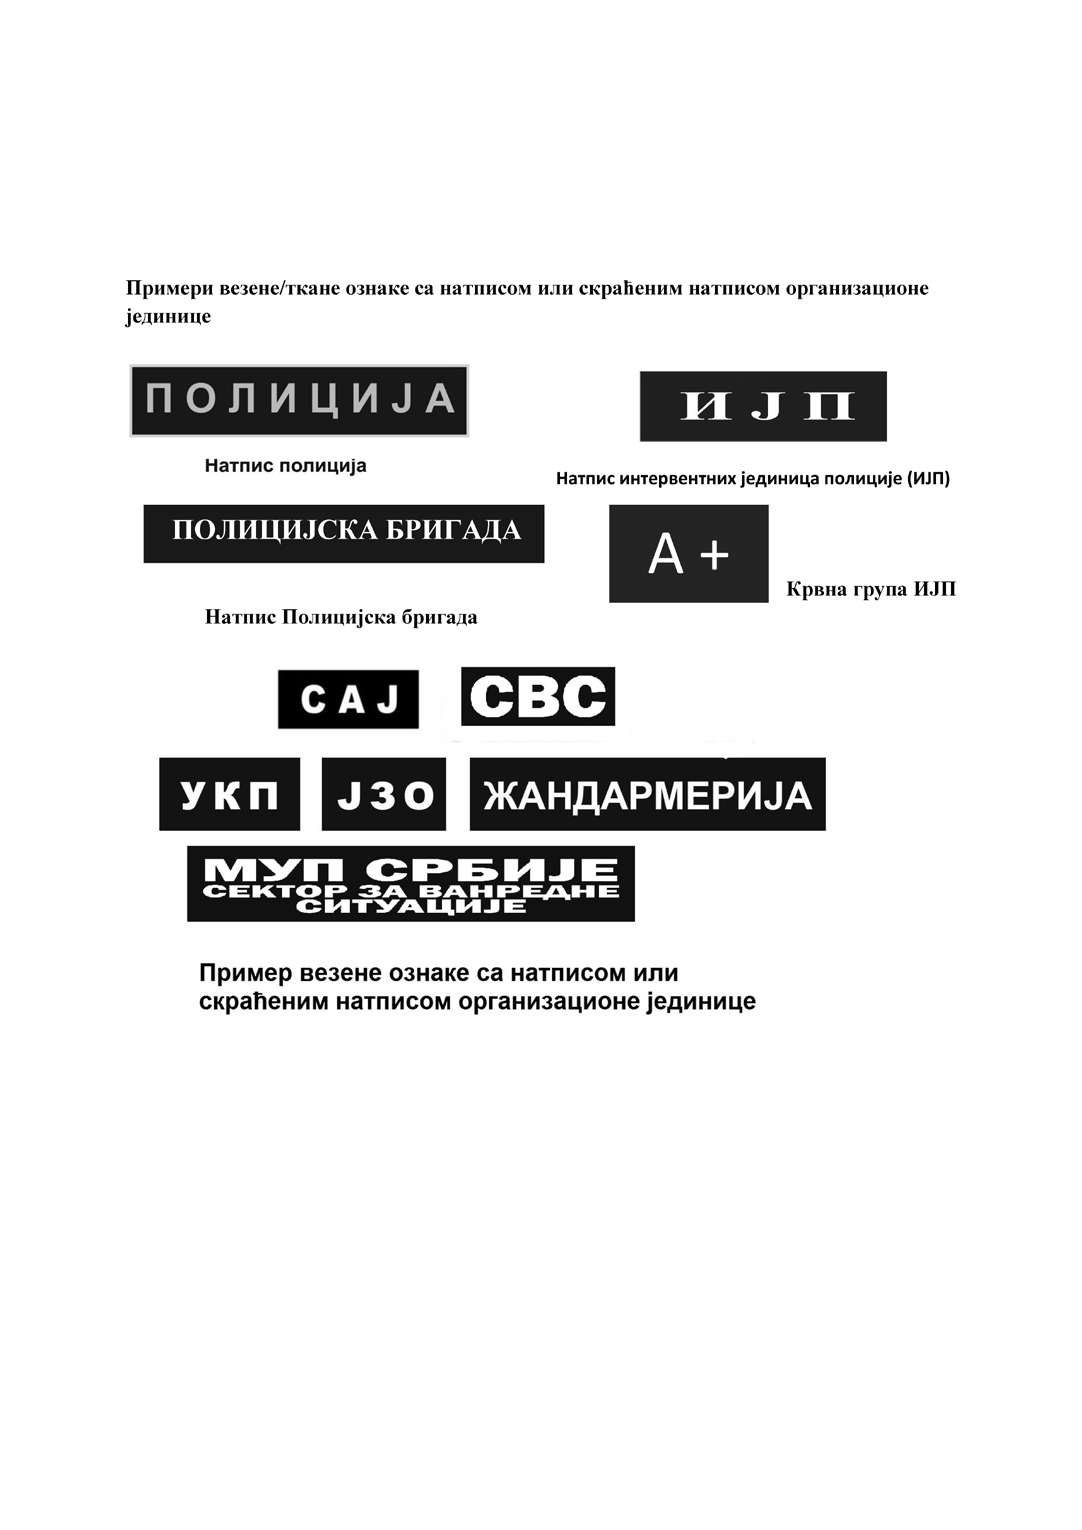 Примери везене/ткане ознаке са натписом или скраћеним натписом организационе
јединице
ПОЛИЦИЈА
ИЈП
Натпис полиција
Натпис интервентних јединица полиције (ИЈП)
ПОЛИЦИЈСКА БРИГАДА
А +
Крвна група ИЈП
Натпис Полицијска бригада
САЈ
СВС
УКП
ЈЗО
ЖАНДАРМЕРИЈА
МУП СРБИЈЕ
СЕКТОР ЗА ВАНРЕДНЕ
СИТУАЦИЈЕ
Пример везене ознаке са натписом или
скраћеним натписом организационе јединице